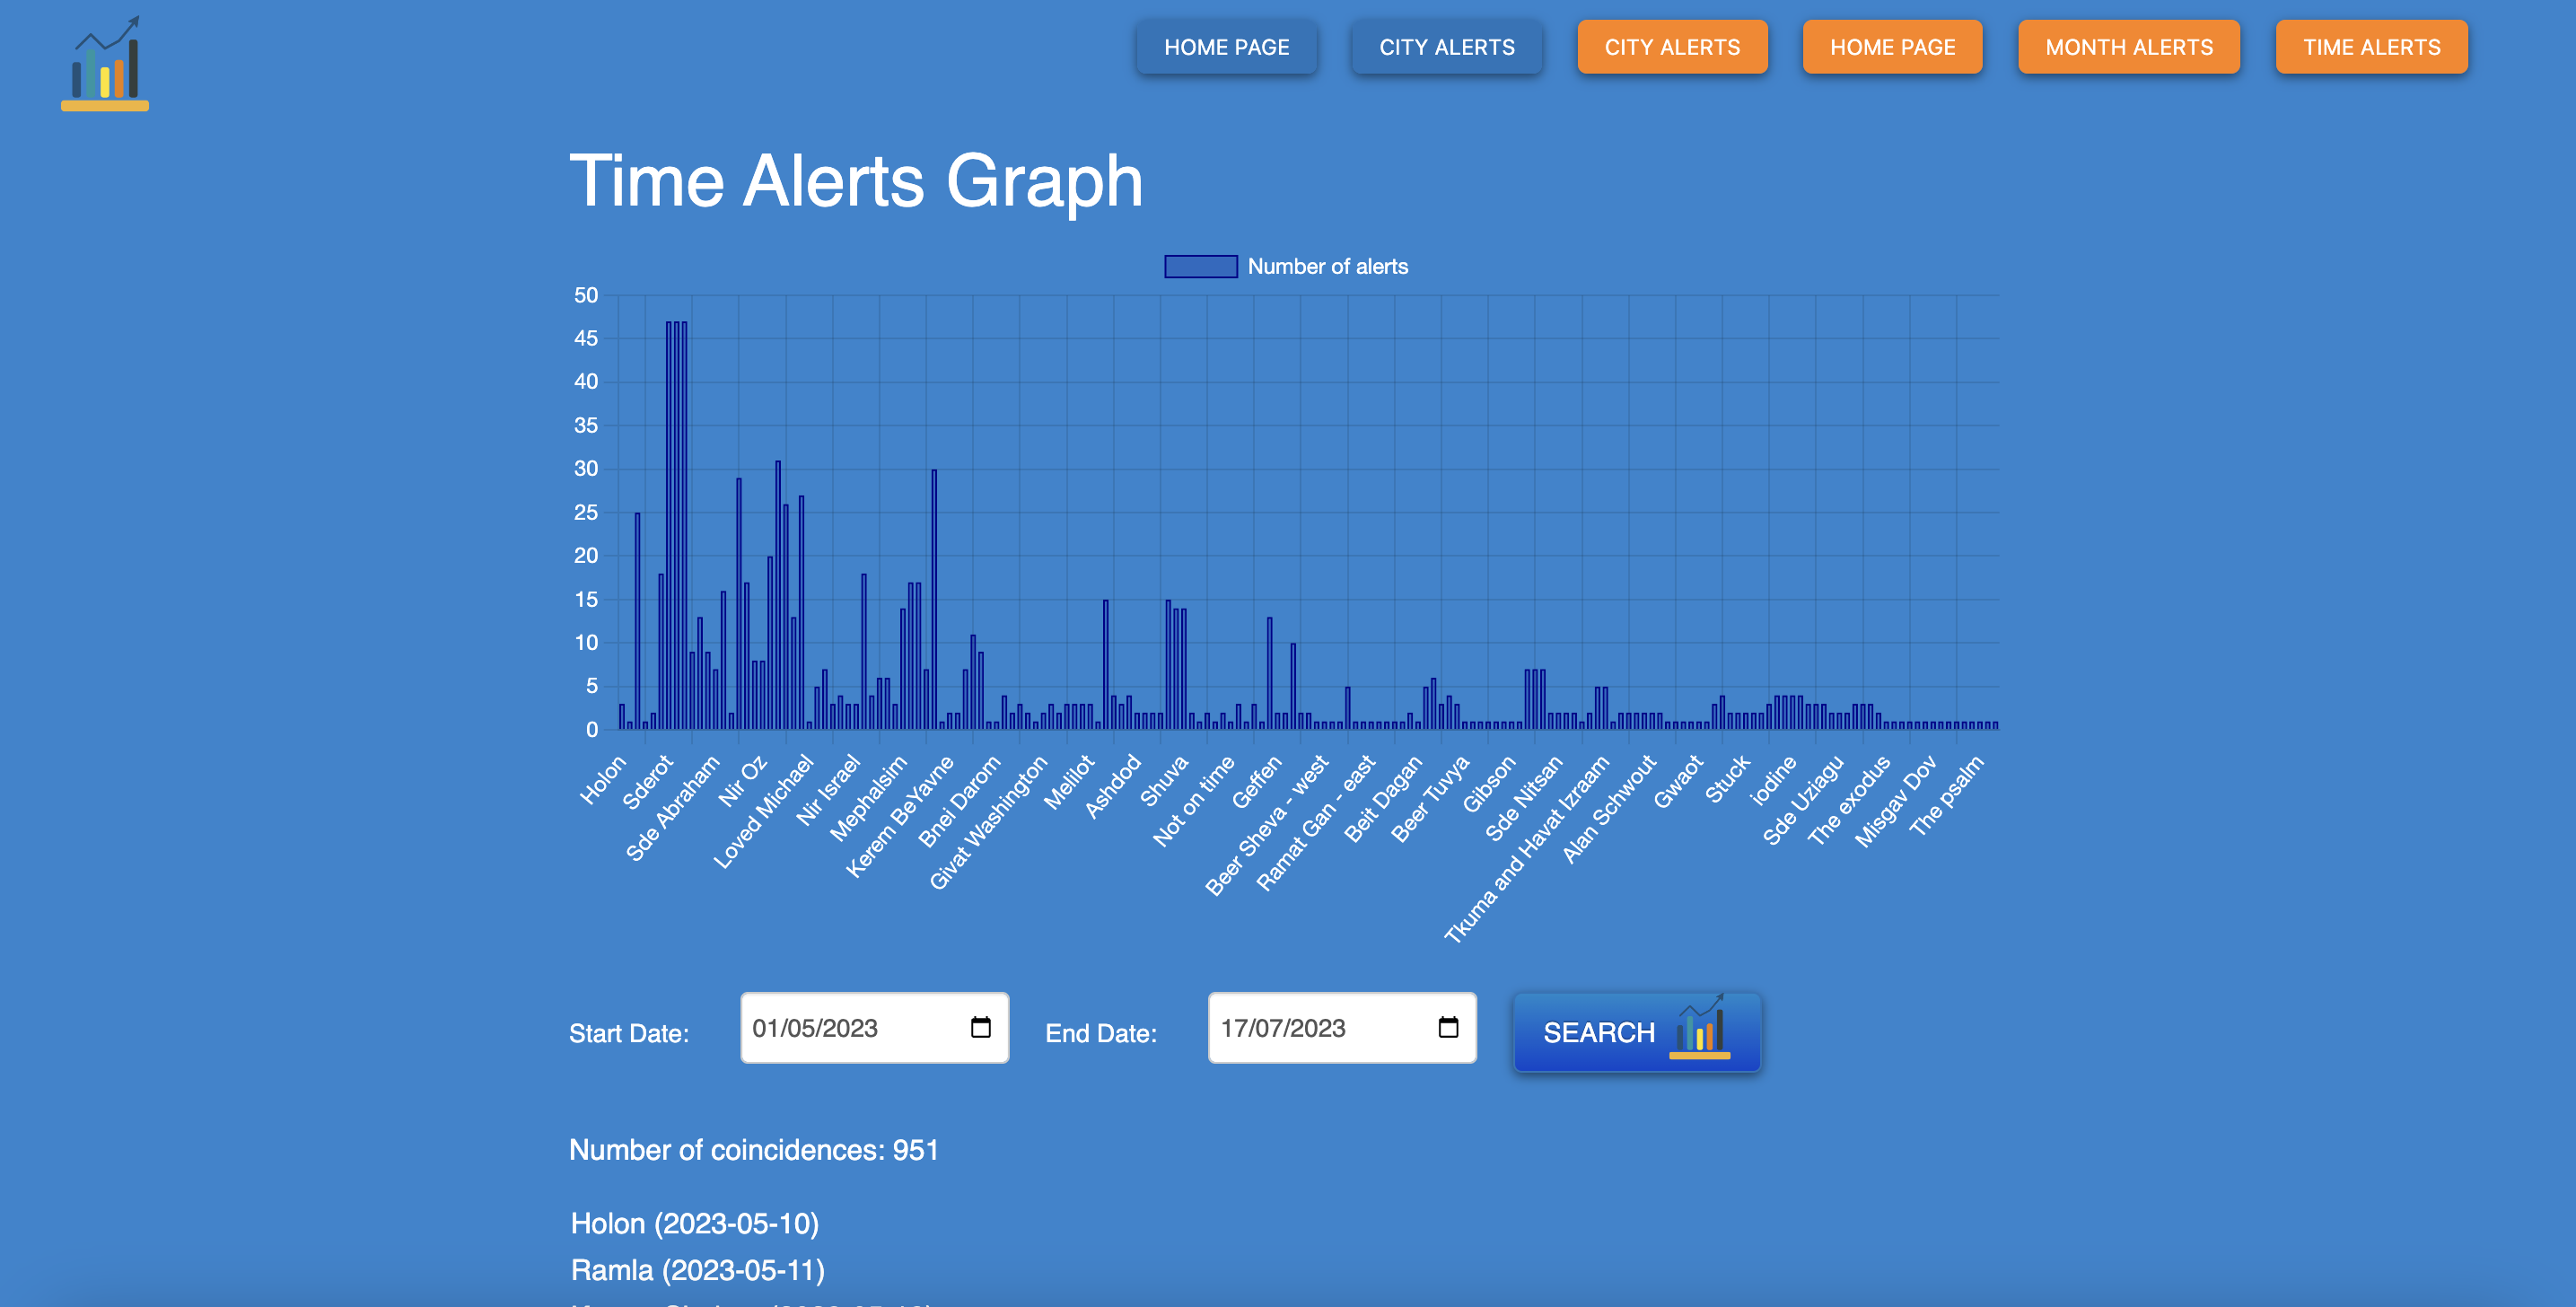 HOME PAGE
CITY ALERTS
CITY ALERTS
HOME PAGE
MONTH ALERTS
TIME ALERTS
Time Alerts Graph
Number of alerts
50
45
40
35
30
25
20
15
10
5
0
Holon
Sderot
Sde Abraham
Nir Oz
Loved Michael
Nir Israel
Mephalsim
Kerem BeYavne
Bnei Darom
Givat Washington
Melilot
Ashdod
Shuva
Not on time
Geffen
Beer Sheva - west
Ramat Gan - east
Beit Dagan
Beer Tuvya
Gibson
Sde Nitsan
Tkuma and Havat Izraam
Alan Schwout
Gwaot
Stuck
iodine
Sde Uziagu
The exodus
Misgav Dov
The psalm
Start Date:
01/05/2023
End Date:
17/07/2023
SEARCH
Number of coincidences: 951
Holon (2023-05-10)
Ramla (2023-05-11)